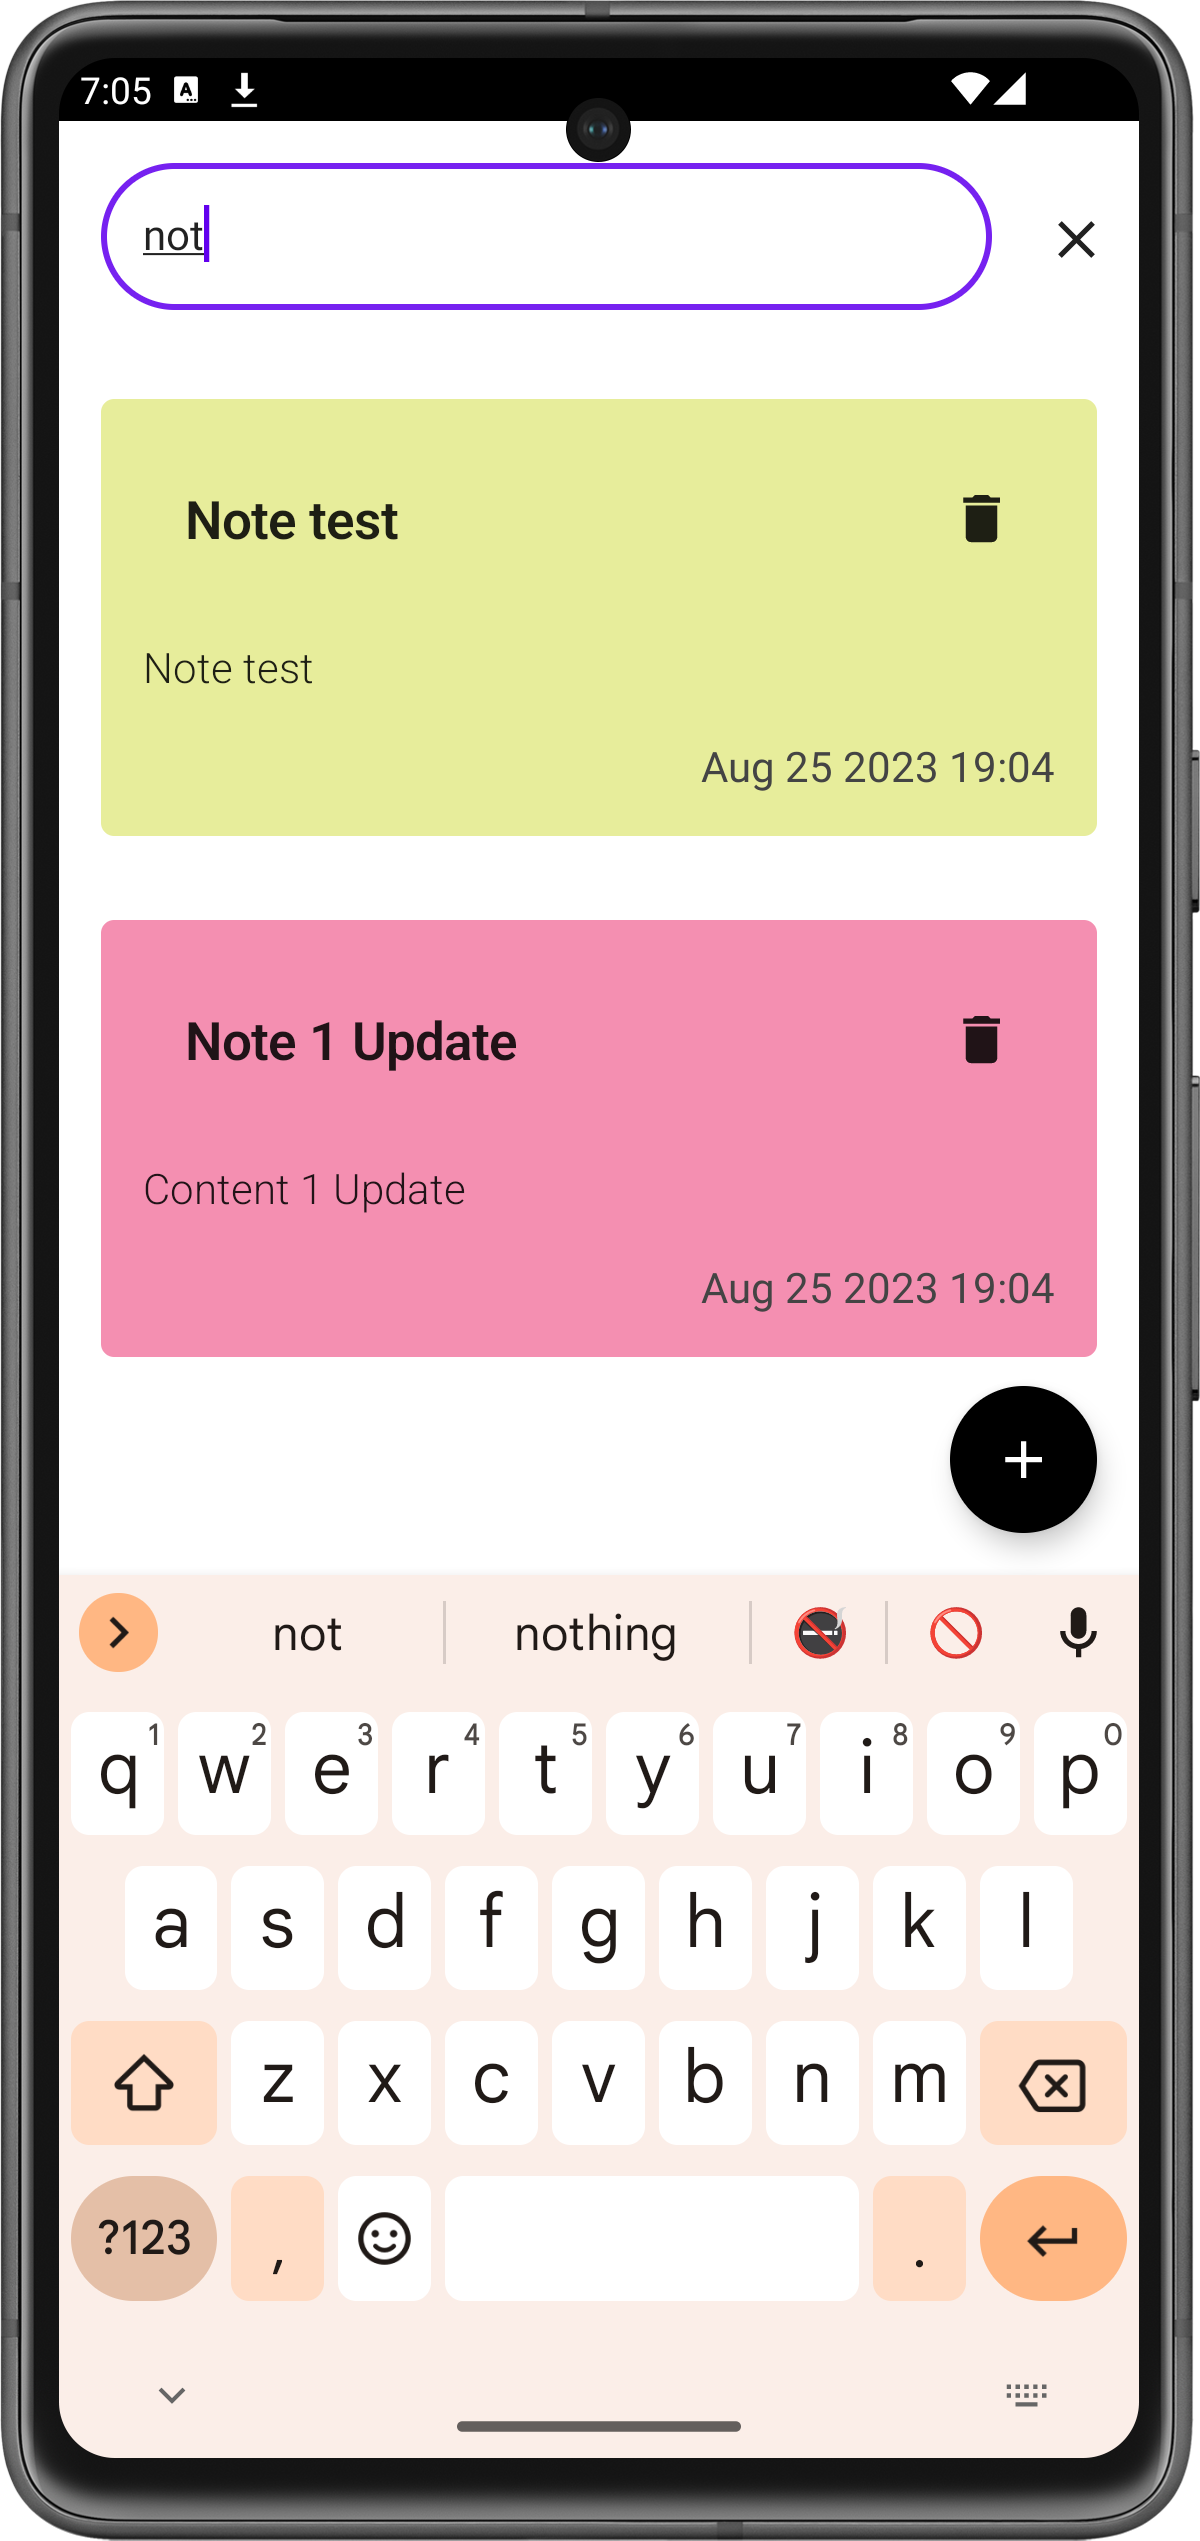 7:05
not
Note test
Note test
Aug 25 2023 19:04
Note 1 Update
Content 1 Update
Aug 25 2023 19:04
+
not nothing
1 2 3 4 5 6 7 8 9 0
q w e r t y u i o p
a s d f g h j k l
z x c v b n m
?123 , .